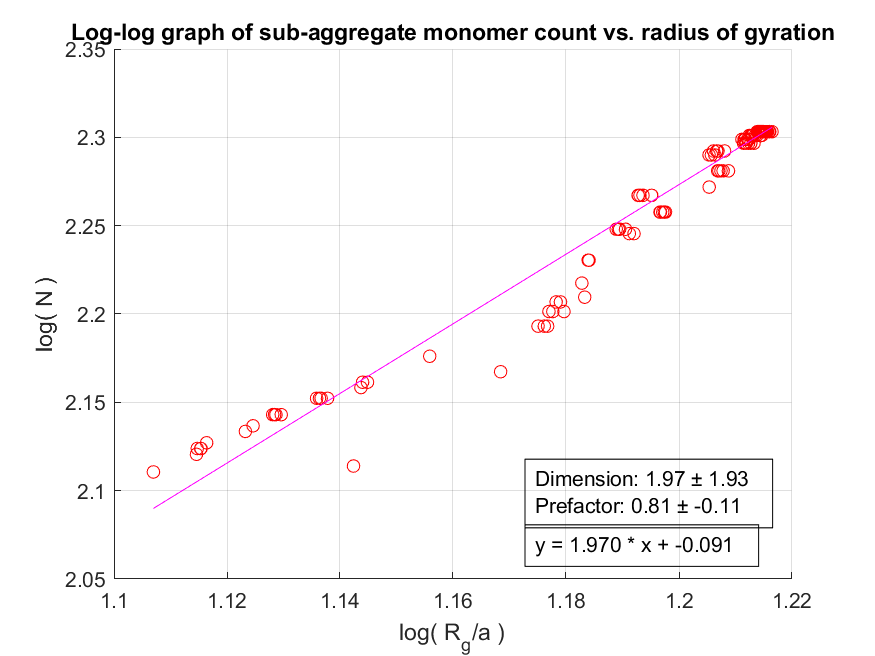 Log-log graph of sub-aggregate monomer count vs. radius of gyration
2.35
2.3
2.25
2.2
2.15
2.1
2.05
log( N )
Dimension: 1.97 ± 1.93
Prefactor: 0.81 ± -0.11
y = 1.970 * x + -0.091
1.1 1.12 1.14 1.16 1.18 1.2 1.22
log( Rg/a )